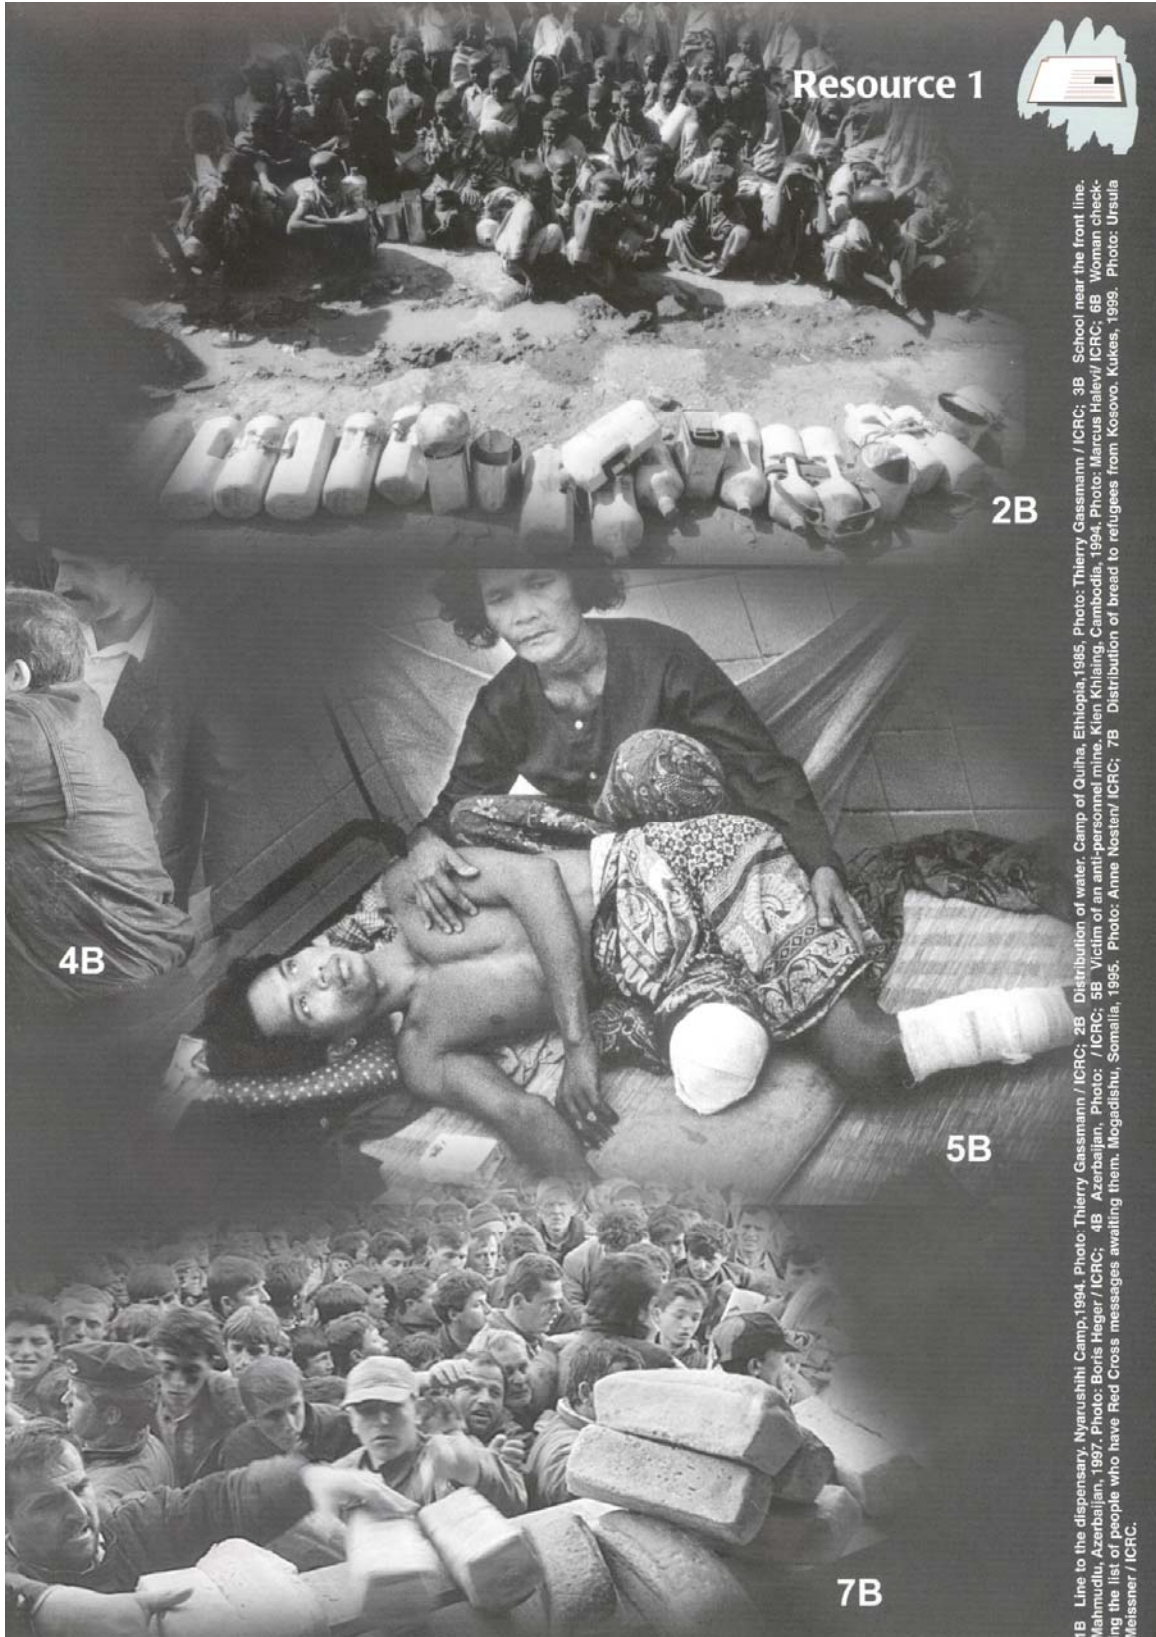 Resource 1
2B
4B
5B
7B
1B Line to the dispensary. Nyarushihi Camp,1994. Photo: Thierry Gassmann / ICRC; 2B Distribution of water. Camp of Quiha, Ethiopia,1985, Photo: Thierry Gassmann / ICRC; 3B School near the front line.
Mahmudlu, Azerbaijan, 1997. Photo: Boris Heger / ICRC; 4B Azerbaijan, Photo: / ICRC; 5B Victim of an anti-personnel mine. Kien Khlaing, Cambodia, 1994. Photo: Marcus Halevi/ ICRC; 6B Woman check-
ing the list of people who have Red Cross messages awaiting them. Mogadishu, Somalia, 1995. Photo: Anne Nosten/ ICRC; 7B Distribution of bread to refugees from Kosovo. Kukes, 1999. Photo: Ursula
Meissner / ICRC.